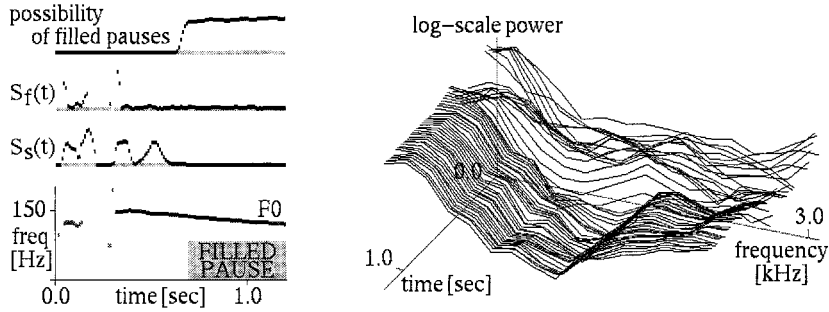 possibility
of filled pauses
Sf(t)
Ss(t)
150
freq
[Hz]
F0
FILLED
PAUSE
0.0
time [sec]
1.0
log-scale power
0.0
1.0
time [sec]
3.0
frequency
[kHz]